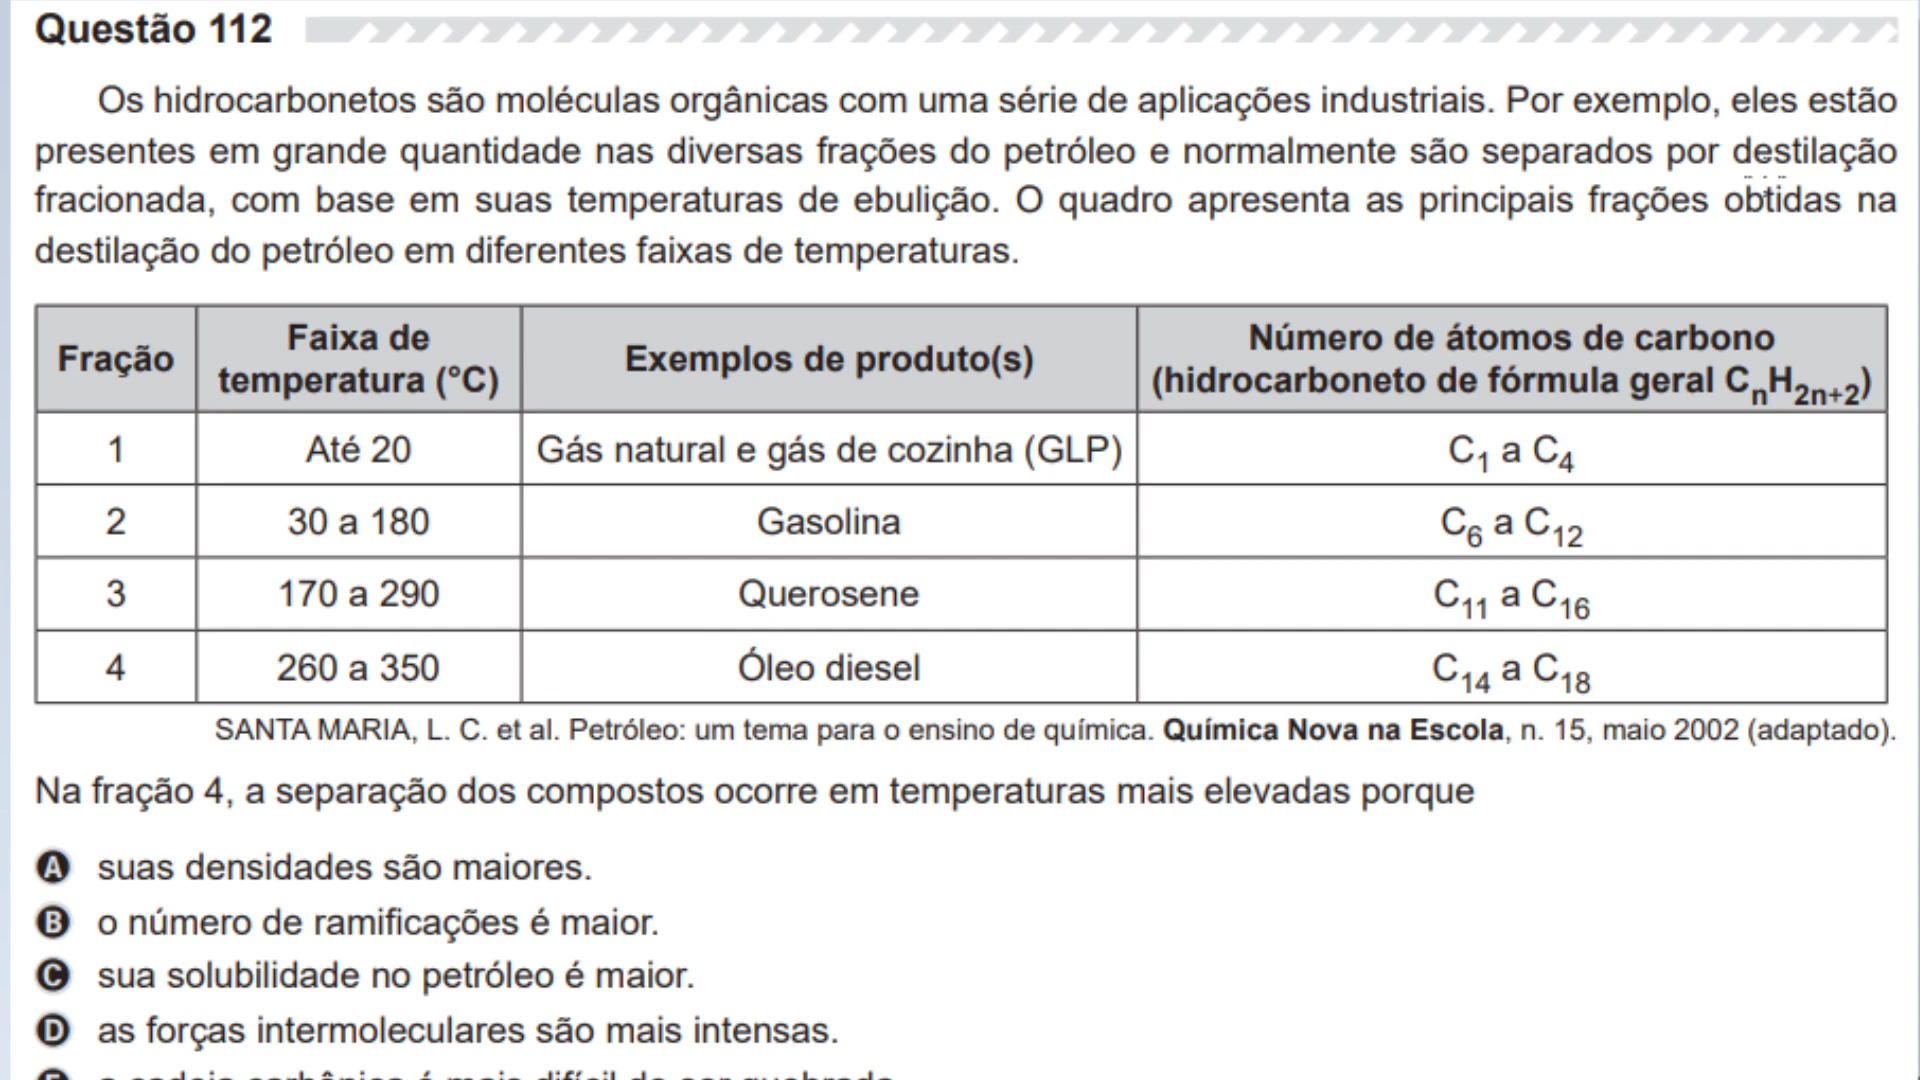 Questão 112
Os hidrocarbonetos são moléculas orgânicas com uma série de aplicações industriais. Por exemplo, eles estão
presentes em grande quantidade nas diversas frações do petróleo e normalmente são separados por destilação
fracionada, com base em suas temperaturas de ebulição. O quadro apresenta as principais frações obtidas na
destilação do petróleo em diferentes faixas de temperaturas.
Fração | Faixa de temperatura (°C) | Exemplos de produto(s) | Número de átomos de carbono (hidrocarboneto de fórmula geral CₙH₂ₙ₊₂)
1 | Até 20 | Gás natural e gás de cozinha (GLP) | C₁ a C₄
2 | 30 a 180 | Gasolina | C₆ a C₁₂
3 | 170 a 290 | Querosene | C₁₁ a C₁₆
4 | 260 a 350 | Óleo diesel | C₁₄ a C₁₈
SANTA MARIA, L. C. et al. Petróleo: um tema para o ensino de química. Química Nova na Escola, n. 15, maio 2002 (adaptado).
Na fração 4, a separação dos compostos ocorre em temperaturas mais elevadas porque
A suas densidades são maiores.
B o número de ramificações é maior.
C sua solubilidade no petróleo é maior.
D as forças intermoleculares são mais intensas.
E a cadeia carbônica é mais difícil de ser quebrada.